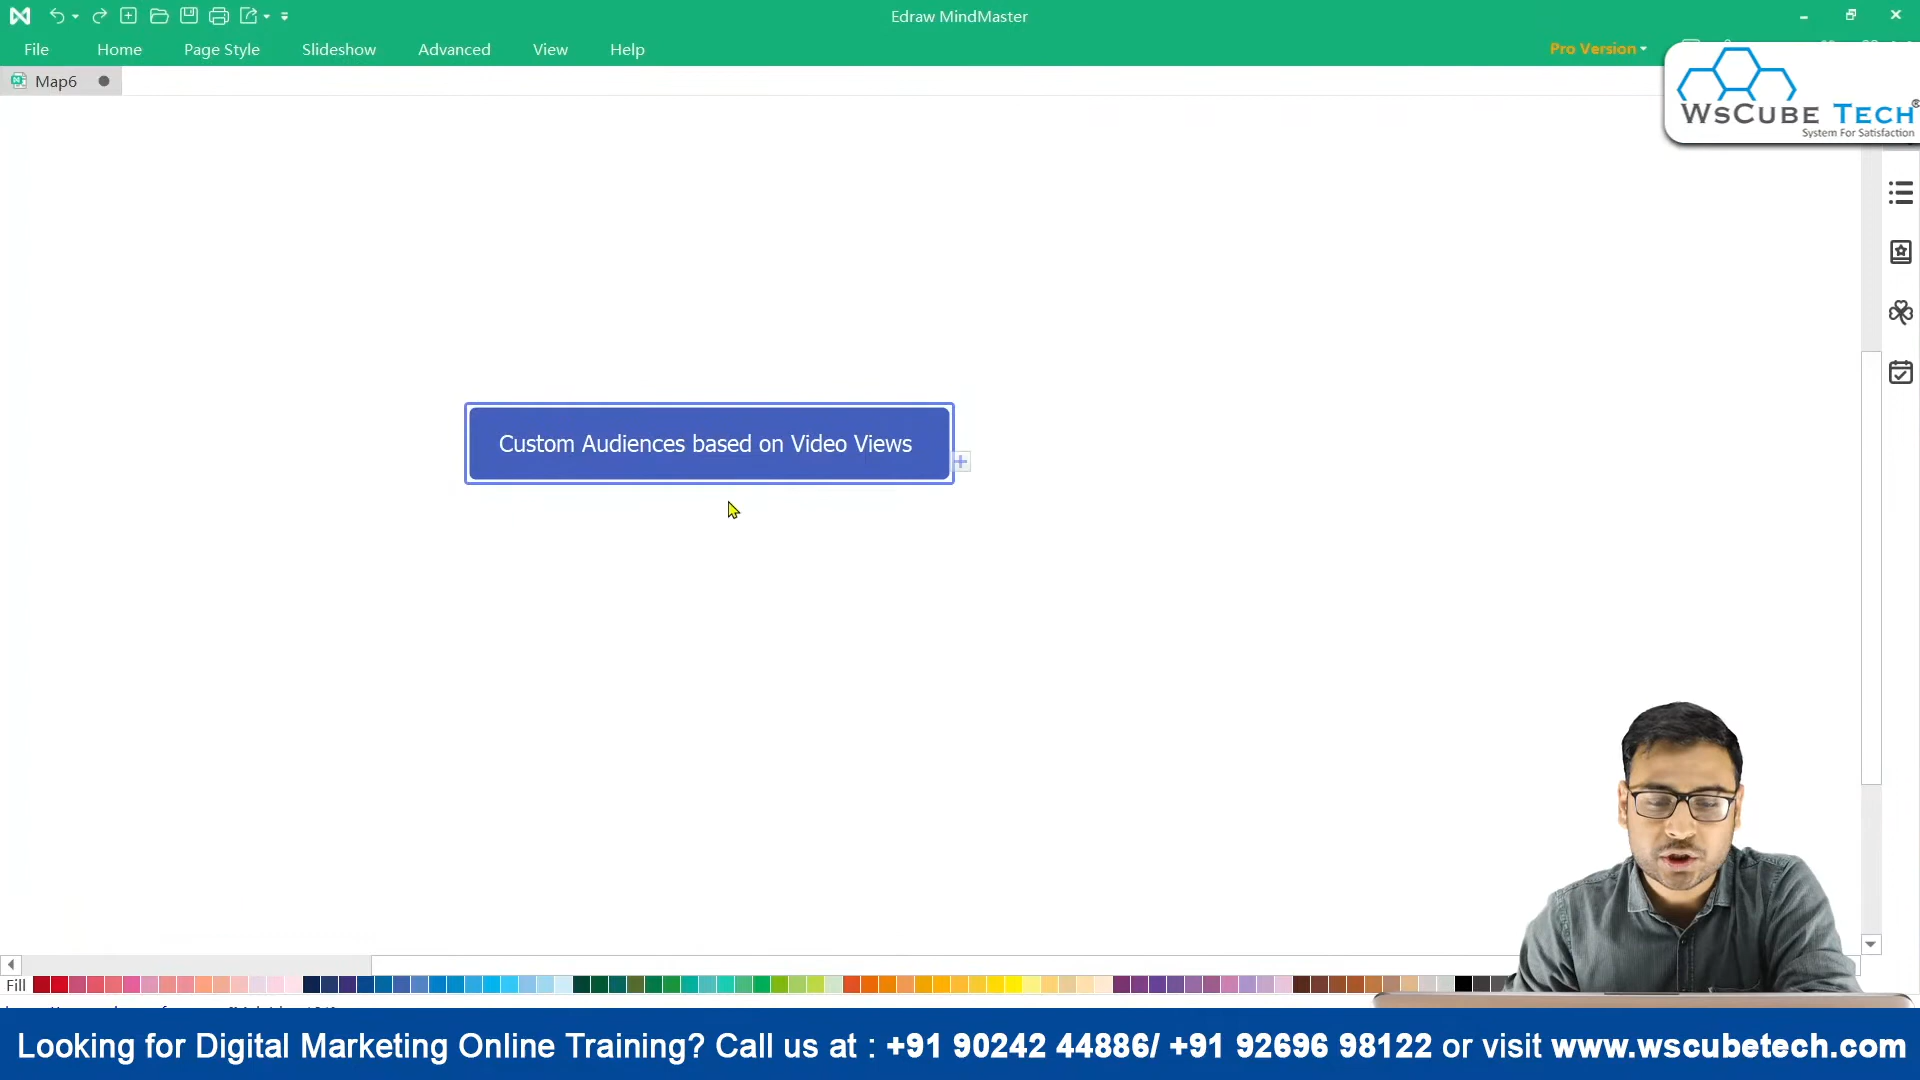 Edraw MindMaster
File Home Page Style Slideshow Advanced View Help Pro Version
Map6
WsCube Tech®
System For Satisfaction
Custom Audiences based on Video Views
Fill
Looking for Digital Marketing Online Training? Call us at : +91 90242 44886/ +91 92696 98122 or visit www.wscubetech.com